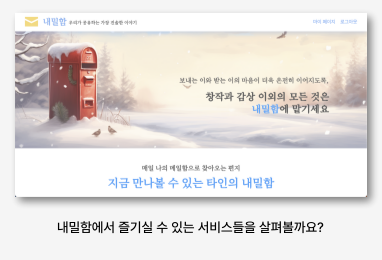 내밀함 우리가 공유하는 가장 진솔한 이야기
마이 페이지 로그아웃
보내는 이와 받는 이의 마음이 더욱 온전히 이어지도록,
창작과 감상 이외의 모든 것은
내밀함에 맡기세요
매일 나의 메일함으로 찾아오는 편지
지금 만나볼 수 있는 타인의 내밀함
내밀함에서 즐기실 수 있는 서비스들을 살펴볼까요?